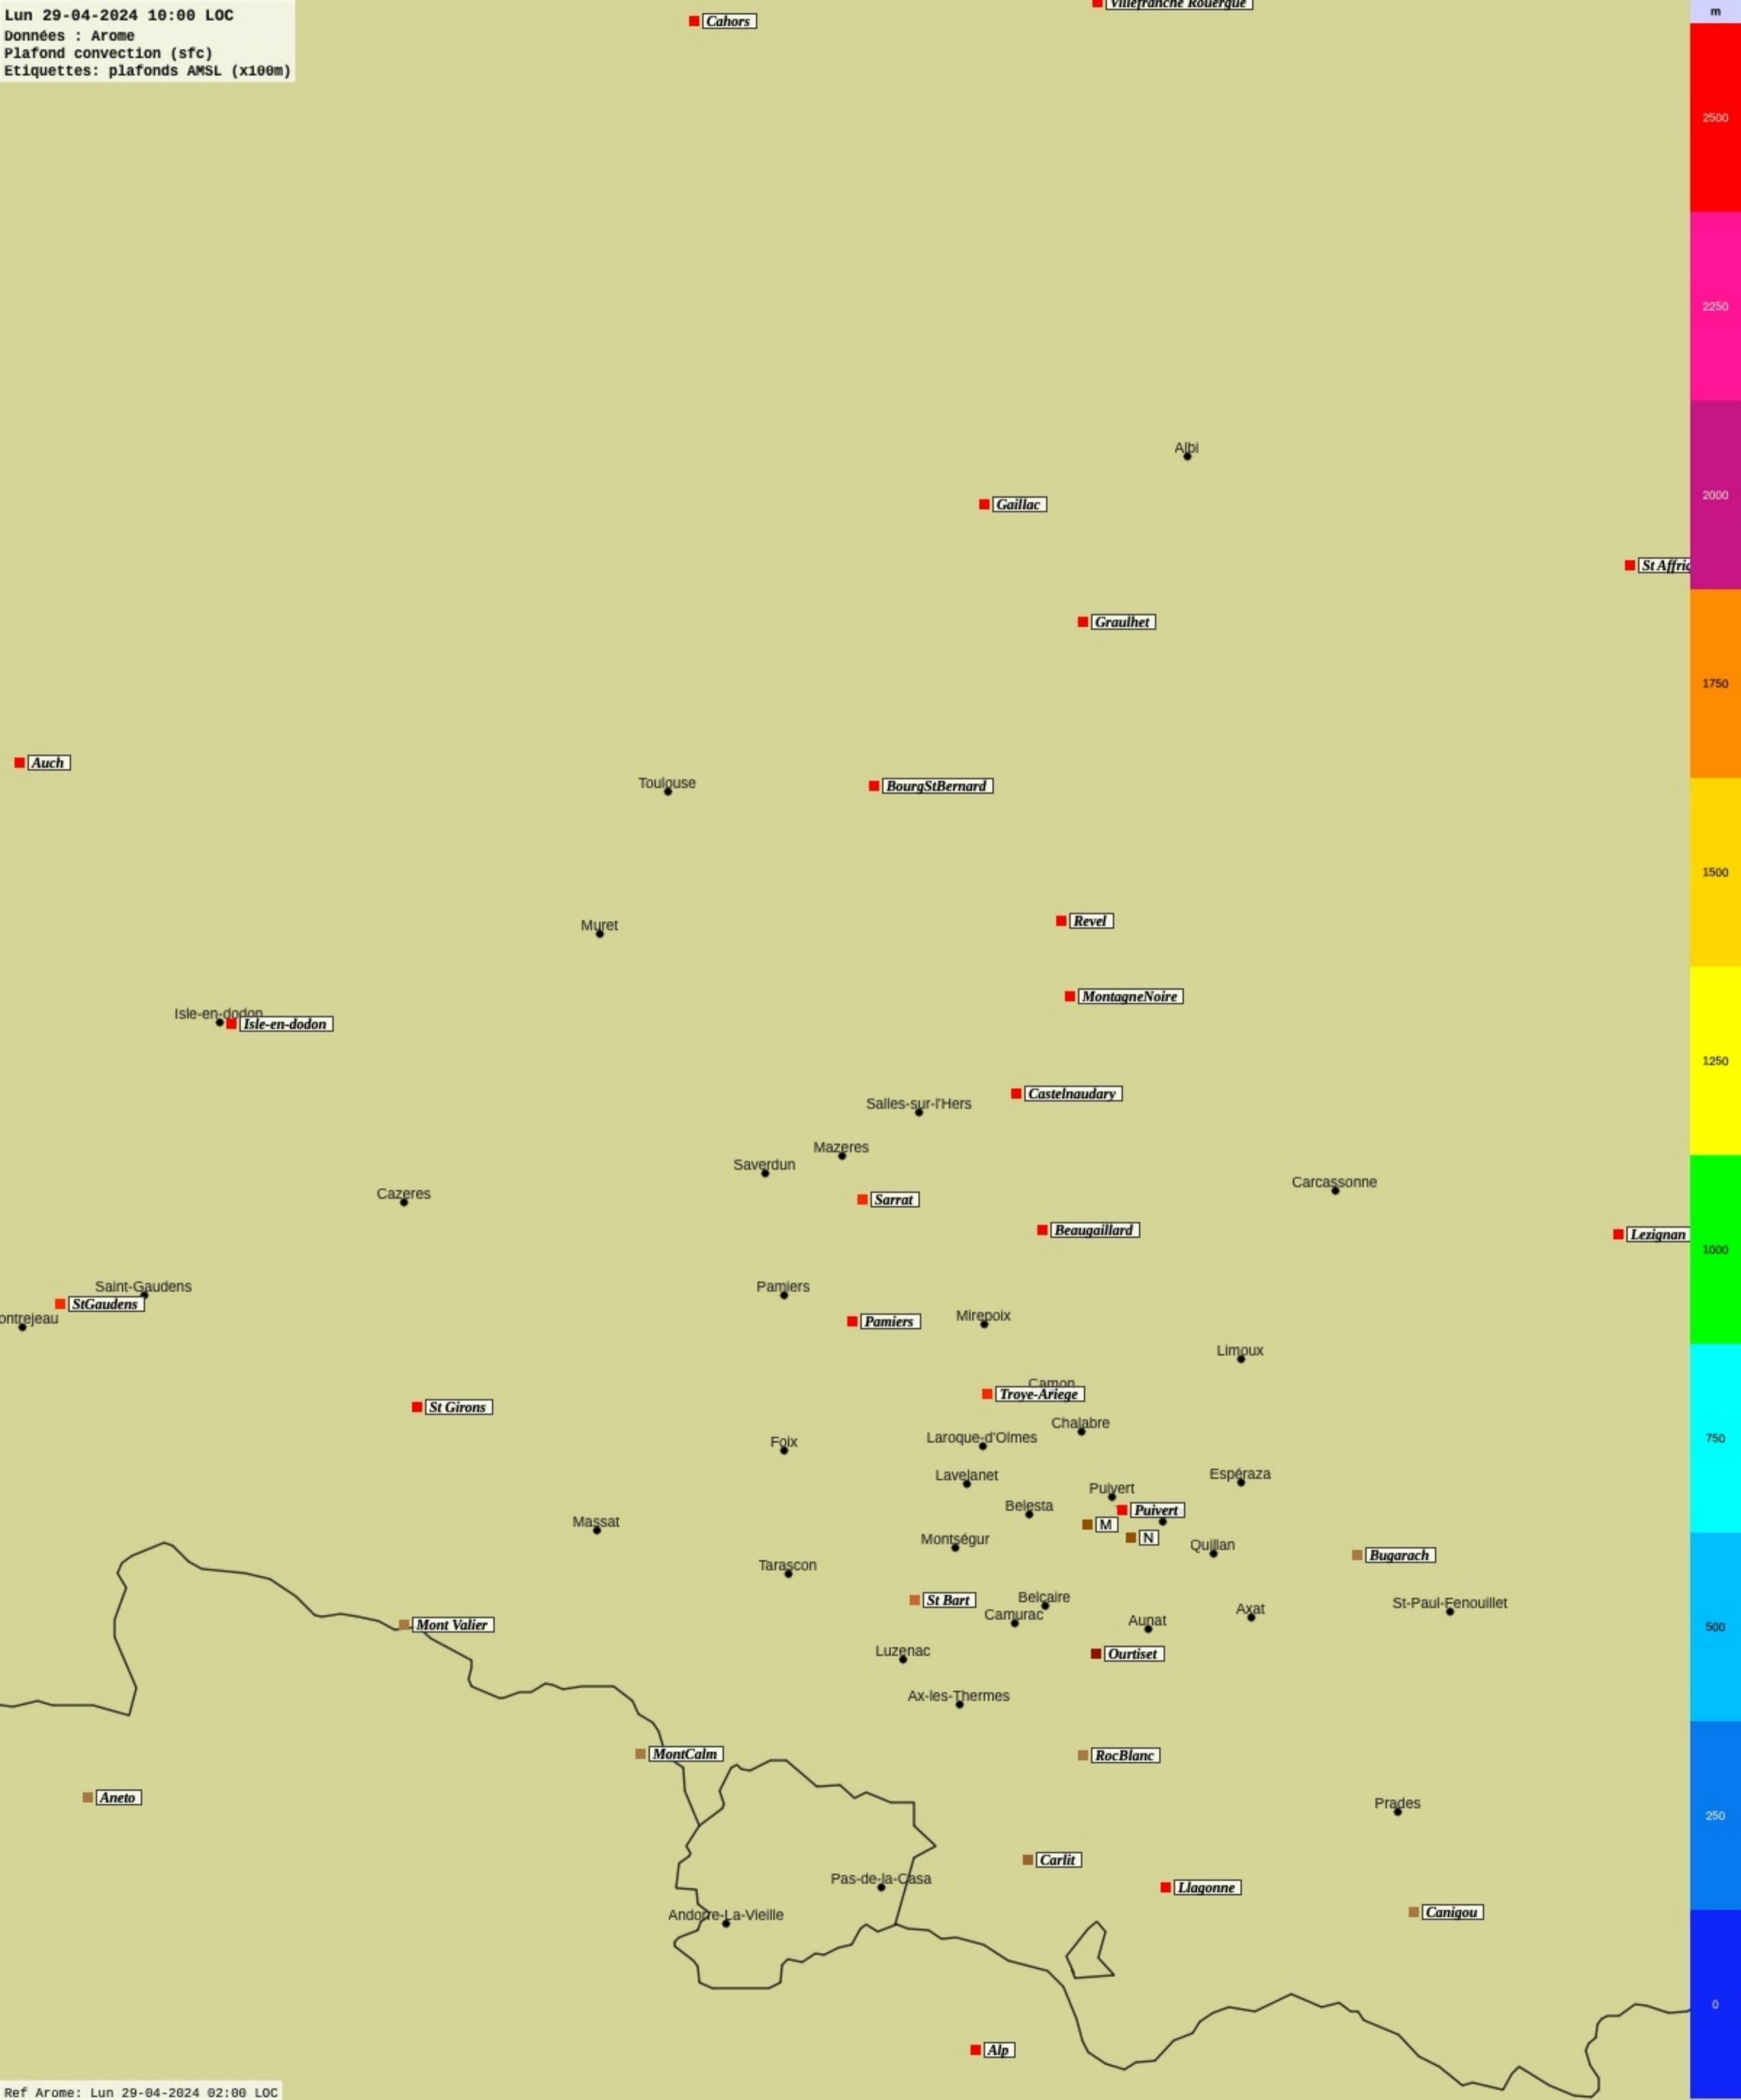 Lun 29-04-2024 10:00 LOC
Données : Arome
Plafond convection (sfc)
Etiquettes: plafonds AMSL (x100m)
Villefranche Rouergue
m
Cahors
2500
2250
Albi
2000
Gaillac
St Affric
Graulhet
1750
Auch
Toulouse
BourgStBernard
1500
Revel
Muret
MontagneNoire
Isle-en-dodon
Isle-en-dodon
1250
Castelnaudary
Salles-sur-l'Hers
Mazeres
Saverdun
Carcassonne
Cazeres
Sarrat
Beaugaillard
Lezignan
1000
Saint-Gaudens
Pamiers
StGaudens
Mirepoix
ontrejeau
Pamiers
Limoux
Camon
Troye-Ariege
St Girons
Chalabre
Laroque-d'Olmes
750
Foix
Espéraza
Lavelanet
Puivert
Belesta
Puivert
Massat
M
N
Montségur
Quillan
Bugarach
Tarascon
Belcaire
St Bart
St-Paul-Fenouillet
Axat
Camurac
Aunat
Mont Valier
500
Luzenac
Ourtiset
Ax-les-Thermes
MontCalm
RocBlanc
Aneto
Prades
250
Carlit
Pas-de-la-Casa
Llagonne
Canigou
Andorre-La-Vieille
0
Alp
Ref Arome: Lun 29-04-2024 02:00 LOC